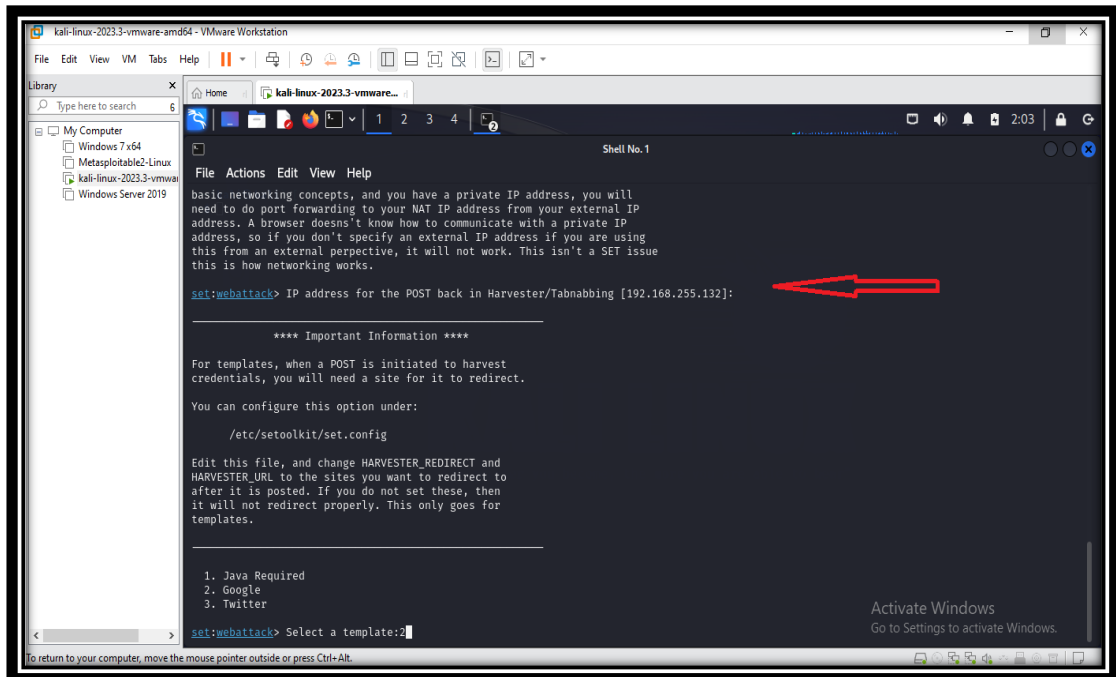 kali-linux-2023.3-vmware-amd64 - VMware Workstation
File Edit View VM Tabs Help
Library
Home
kali-linux-2023.3-vmware...
Type here to search
6
1 2 3 4
2
2:03
My Computer
Windows 7 x64
Metasploitable2-Linux
kali-linux-2023.3-vmwar
Windows Server 2019
Shell No. 1
File Actions Edit View Help
basic networking concepts, and you have a private IP address, you will
need to do port forwarding to your NAT IP address from your external IP
address. A browser doesns't know how to communicate with a private IP
address, so if you don't specify an external IP address if you are using
this from an external perpective, it will not work. This isn't a SET issue
this is how networking works.
set:webattack> IP address for the POST back in Harvester/Tabnabbing [192.168.255.132]:
**** Important Information ****
For templates, when a POST is initiated to harvest
credentials, you will need a site for it to redirect.
You can configure this option under:
/etc/setoolkit/set.config
Edit this file, and change HARVESTER_REDIRECT and
HARVESTER_URL to the sites you want to redirect to
after it is posted. If you do not set these, then
it will not redirect properly. This only goes for
templates.
1. Java Required
2. Google
3. Twitter
set:webattack> Select a template:2
Activate Windows
Go to Settings to activate Windows.
To return to your computer, move the mouse pointer outside or press Ctrl+Alt.